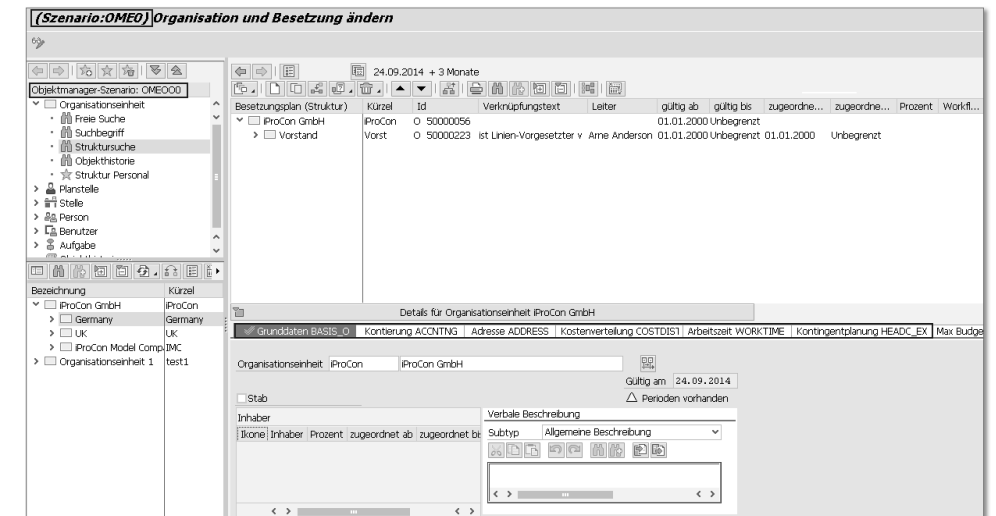 (Szenario:OME0) Organisation und Besetzung ändern
Objektmanager-Szenario: OMEOO0
Organisationseinheit
Freie Suche
Suchbegriff
Struktursuche
Objekthistorie
Struktur Personal
Planstelle
Stelle
Person
Benutzer
Aufgabe
Bezeichnung Kürzel
iProCon GmbH iProCon
Germany Germany
UK UK
iProCon Model Comp IMC
Organisationseinheit 1 test1
24.09.2014 + 3 Monate
Besetzungsplan (Struktur) Kürzel Id Verknüpfungstext Leiter gültig ab gültig bis zugeordne... zugeordne... Prozent Workfl...
iProCon GmbH iProCon O 50000056 01.01.2000 Unbegrenzt
Vorstand Vorst O 50000223 ist Linien-Vorgesetzter v Arne Anderson 01.01.2000 Unbegrenzt 01.01.2000 Unbegrenzt
Details für Organisationseinheit iProCon GmbH
Grunddaten BASIS_O Kontierung ACCNTNG Adresse ADDRESS Kostenverteilung COSTDIST Arbeitszeit WORKTIME Kontingentplanung HEADC_EX Max Budge
Organisationseinheit iProCon iProCon GmbH
Gültig am 24.09.2014
Stab Perioden vorhanden
Inhaber
Ikone Inhaber Prozent zugeordnet ab zugeordnet bis
Verbale Beschreibung
Subtyp Allgemeine Beschreibung